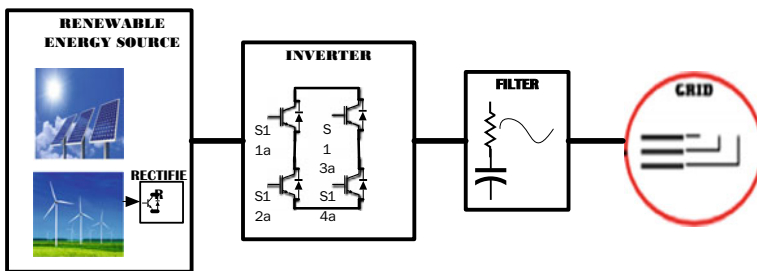 RENEWABLE
ENERGY SOURCE
RECTIFIE
R
INVERTER
S1
1a
S
1
3a
S1
2a
S1
4a
FILTER
GRID